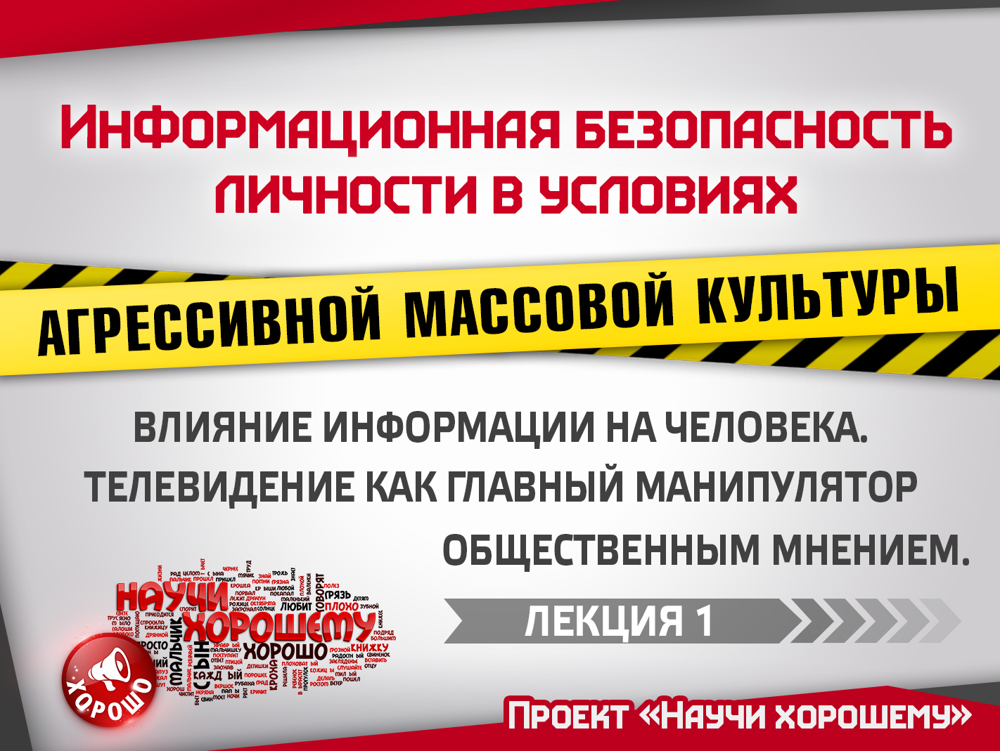 Информационная безопасность
личности в условиях
АГРЕССИВНОЙ МАССОВОЙ КУЛЬТУРЫ
ВЛИЯНИЕ ИНФОРМАЦИИ НА ЧЕЛОВЕКА.
ТЕЛЕВИДЕНИЕ КАК ГЛАВНЫЙ МАНИПУЛЯТОР
ОБЩЕСТВЕННЫМ МНЕНИЕМ.
ЛЕКЦИЯ 1
НАУЧИ
ХОРОШЕМУ
ХОРОШО
МАЛЬЧИК
СЫН
КАЖДЫЙ
КРОХА
ЛЮБИТ
ПЛОХО
ГОВОРЯТ
ГРЯЗЬ
КНИЖКУ
ХОРОШО
Проект «Научи хорошему»